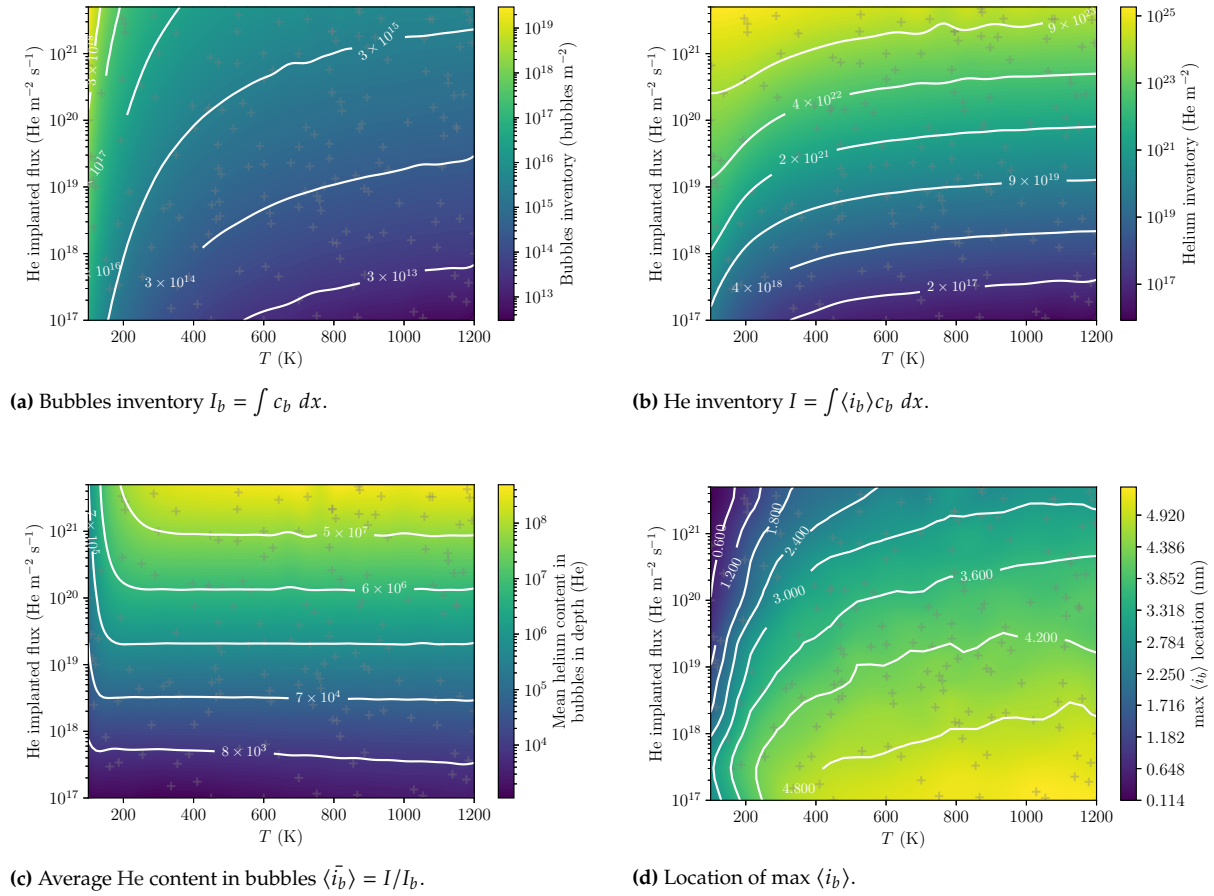 He implanted flux (He m⁻² s⁻¹)
10²¹
10²⁰
10¹⁹
10¹⁸
10¹⁷
3 × 10¹⁵
10¹⁷
10¹⁶
3 × 10¹⁴
3 × 10¹³
200 400 600 800 1000 1200
T (K)
10¹⁹
10¹⁸
10¹⁷
10¹⁶
10¹⁵
10¹⁴
10¹³
Bubbles inventory (bubbles m⁻²)
(a) Bubbles inventory I_b = ∫ c_b dx.
He implanted flux (He m⁻² s⁻¹)
10²¹
10²⁰
10¹⁹
10¹⁸
10¹⁷
4 × 10²²
2 × 10²¹
9 × 10¹⁹
4 × 10¹⁸
2 × 10¹⁷
200 400 600 800 1000 1200
T (K)
10²⁵
10²³
10²¹
10¹⁹
10¹⁷
Helium inventory (He m⁻²)
(b) He inventory I = ∫ ⟨i_b⟩c_b dx.
He implanted flux (He m⁻² s⁻¹)
10²¹
10²⁰
10¹⁹
10¹⁸
10¹⁷
5 × 10⁷
6 × 10⁶
7 × 10⁴
8 × 10³
200 400 600 800 1000 1200
T (K)
10⁸
10⁷
10⁶
10⁵
10⁴
Mean helium content in
bubbles in depth (He)
(c) Average He content in bubbles ⟨ī_b⟩ = I/I_b.
He implanted flux (He m⁻² s⁻¹)
10²¹
10²⁰
10¹⁹
10¹⁸
10¹⁷
0.600
1.200
1.800
2.400
3.000
3.600
4.200
4.800
200 400 600 800 1000 1200
T (K)
4.920
4.386
3.852
3.318
2.784
2.250
1.716
1.182
0.648
0.114
max ⟨i_b⟩ location (nm)
(d) Location of max ⟨i_b⟩.